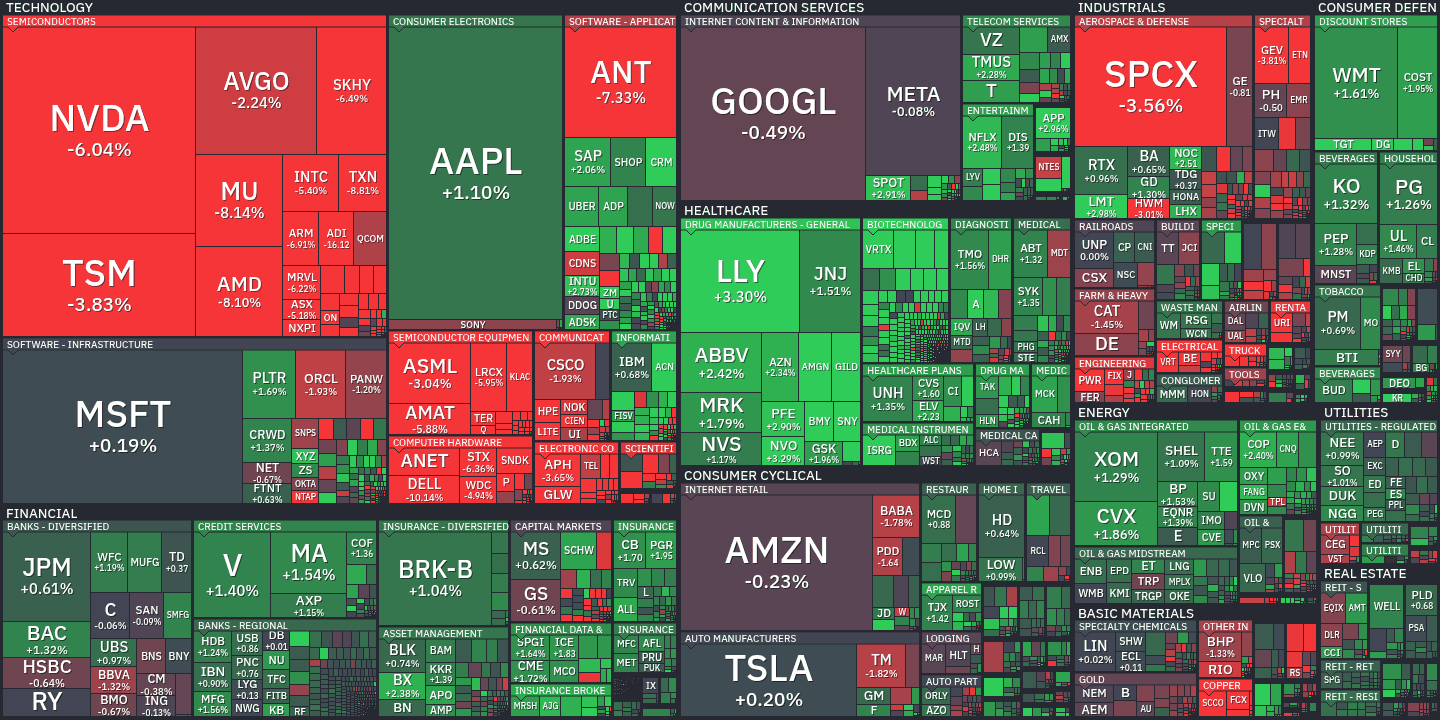 TECHNOLOGY
SEMICONDUCTORS
NVDA
-6.04%
AVGO
-2.24%
SKHY
-6.49%
TSM
-3.83%
MU
-8.14%
INTC
-5.40%
TXN
-8.81%
ARM
-6.91%
ADI
-16.12
QCOM
AMD
-8.10%
MRVL
-6.22%
ASX
-5.18%
NXPI
ON
CONSUMER ELECTRONICS
AAPL
+1.10%
SONY
SOFTWARE - APPLICAT
ANT
-7.33%
SAP
+2.06%
SHOP
CRM
UBER
ADP
NOW
ADBE
CDNS
INTU
+2.73%
ZM
DDOG
U
PTC
ADSK
SOFTWARE - INFRASTRUCTURE
MSFT
+0.19%
PLTR
+1.69%
ORCL
-1.93%
PANW
-1.20%
CRWD
+1.37%
SNPS
XYZ
NET
-0.67%
ZS
FTNT
+0.63%
OKTA
NTAP
SEMICONDUCTOR EQUIPMEN
ASML
-3.04%
LRCX
-5.95%
KLAC
AMAT
-5.88%
TER
Q
COMMUNICAT
CSCO
-1.93%
HPE
NOK
CIEN
LITE
UI
INFORMATI
IBM
+0.68%
ACN
FISV
COMPUTER HARDWARE
ANET
STX
-6.36%
SNDK
DELL
-10.14%
WDC
-4.94%
P
ELECTRONIC CO
APH
-3.65%
TEL
GLW
SCIENTIFI
FINANCIAL
BANKS - DIVERSIFIED
JPM
+0.61%
WFC
+1.19%
MUFG
TD
+0.37
BAC
+1.32%
C
-0.06%
SAN
-0.09%
SMFG
HSBC
-0.64%
UBS
+0.97%
BNS
BNY
RY
BBVA
-1.32%
CM
-0.38%
BMO
-0.67%
ING
-0.13%
CREDIT SERVICES
V
+1.40%
MA
+1.54%
COF
+1.36
AXP
+1.15%
BANKS - REGIONAL
HDB
+1.24%
USB
+0.86
DB
+0.01
IBN
+0.90%
PNC
+0.76
NU
LYG
+0.13
TFC
MFG
+1.56%
NWG
FITB
KB
RF
INSURANCE - DIVERSIFIED
BRK-B
+1.04%
ASSET MANAGEMENT
BLK
+0.74%
BAM
KKR
+1.39
BX
+2.38%
APO
BN
AMP
CAPITAL MARKETS
MS
+0.62%
SCHW
GS
-0.61%
INSURANCE
CB
+1.70
PGR
+1.95
TRV
L
ALL
FINANCIAL DATA &
SPGI
+1.64%
ICE
+1.83
CME
+1.72%
MCO
INSURANCE BROKE
MRSH
AJG
INSURANCE
MFC
AFL
MET
PRU
PUK
IX
COMMUNICATION SERVICES
INTERNET CONTENT & INFORMATION
GOOGL
-0.49%
META
-0.08%
SPOT
+2.91%
TELECOM SERVICES
VZ
AMX
TMUS
+2.28%
T
ENTERTAINM
NFLX
+2.48%
DIS
+1.39
LYV
APP
+2.96%
NTES
HEALTHCARE
DRUG MANUFACTURERS - GENERAL
LLY
+3.30%
JNJ
+1.51%
ABBV
+2.42%
AZN
+2.34%
AMGN
GILD
MRK
+1.79%
PFE
+2.90%
BMY
SNY
NVS
+1.17%
NVO
+3.29%
GSK
+1.96%
BIOTECHNOLOG
VRTX
DIAGNOSTI
TMO
+1.56%
DHR
A
IQV
LH
MTD
MEDICAL
ABT
+1.32
MDT
SYK
+1.35
PHG
STE
HEALTHCARE PLANS
UNH
+1.35%
CVS
+1.60
CI
ELV
+2.23
DRUG MA
TAK
HLN
MEDIC
MCK
CAH
MEDICAL INSTRUMEN
ISRG
BDX
ALC
WST
MEDICAL CA
HCA
CONSUMER CYCLICAL
INTERNET RETAIL
AMZN
-0.23%
BABA
-1.78%
PDD
-1.64
JD
W
RESTAUR
MCD
+0.88
HOME I
HD
+0.64%
LOW
+0.99%
TRAVEL
RCL
AUTO MANUFACTURERS
TSLA
+0.20%
TM
-1.82%
GM
F
APPAREL R
TJX
+1.42
ROST
LODGING
MAR
HLT
H
AUTO PART
ORLY
AZO
INDUSTRIALS
AEROSPACE & DEFENSE
SPCX
-3.56%
GE
-0.81
RTX
+0.96%
BA
+0.65%
NOC
+2.51
GD
+1.30%
TDG
+0.37
LMT
+2.98%
HWM
-3.01%
HONA
LHX
SPECIALT
GEV
-3.81%
ETN
PH
-0.50
EMR
ITW
RAILROADS
UNP
0.00%
CP
CNI
CSX
NSC
BUILDI
TT
JCI
SPECI
FARM & HEAVY
CAT
-1.45%
DE
WASTE MAN
WM
RSG
WCN
AIRLIN
DAL
UAL
RENTA
URI
ENGINEERING
PWR
FIX
J
FER
ELECTRICAL
VRT
BE
TRUCK
CONGLOMER
MMM
HON
TOOLS
CONSUMER DEFEN
DISCOUNT STORES
WMT
+1.61%
COST
+1.95%
TGT
DG
BEVERAGES
KO
+1.32%
PEP
+1.28%
KDP
MNST
HOUSEHOL
PG
+1.26%
UL
+1.46%
CL
KMB
EL
CHD
TOBACCO
PM
+0.69%
MO
BTI
SYY
BG
BEVERAGES
BUD
DEO
KR
ENERGY
OIL & GAS INTEGRATED
XOM
+1.29%
SHEL
+1.09%
TTE
+1.59
CVX
+1.86%
BP
+1.53%
SU
EQNR
+1.39%
IMO
E
CVE
OIL & GAS E&
COP
+2.40%
CNQ
OXY
FANG
TPL
DVN
OIL & GAS MIDSTREAM
ENB
EPD
ET
LNG
TRP
MPLX
WMB
KMI
TRGP
OKE
OIL &
MPC
PSX
VLO
BASIC MATERIALS
SPECIALTY CHEMICALS
LIN
+0.02%
SHW
ECL
+0.11
OTHER IN
BHP
-1.33%
RIO
RS
GOLD
NEM
B
AEM
AU
COPPER
SCCO
FCX
UTILITIES
UTILITIES - REGULATED
NEE
+0.99%
AEP
D
SO
+1.01%
EXC
DUK
ED
FE
ES
PPL
NGG
PEG
UTILIT
CEG
VST
UTILITI
UTILITI
REAL ESTATE
REIT - S
EQIX
AMT
DLR
CCI
WELL
PLD
+0.68
PSA
REIT - RET
SPG
REIT - RESI